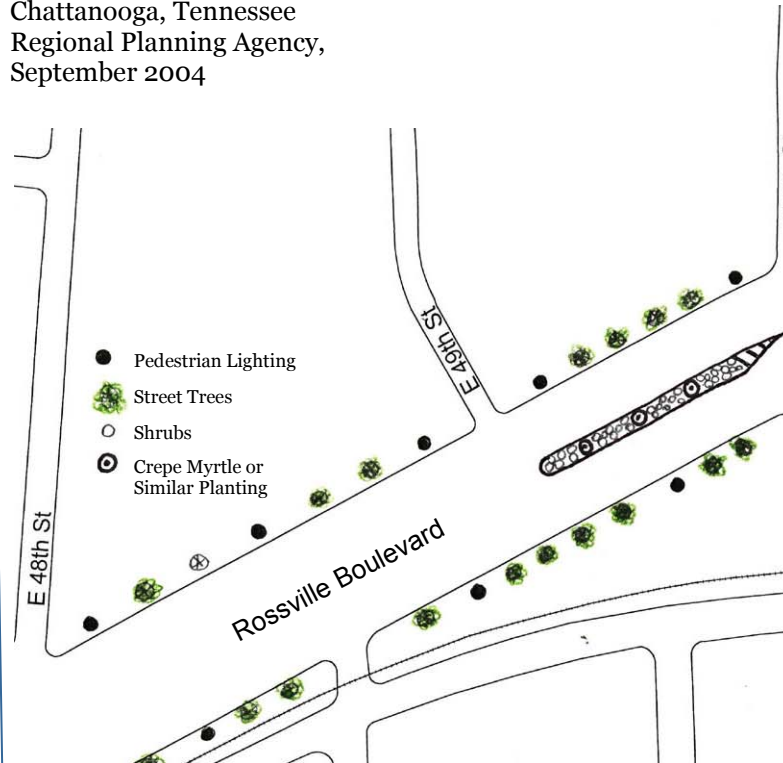 Chattanooga, Tennessee
Regional Planning Agency,
September 2004
E 49th St
Pedestrian Lighting
Street Trees
Shrubs
Crepe Myrtle or
Similar Planting
E 48th St
Rossville Boulevard